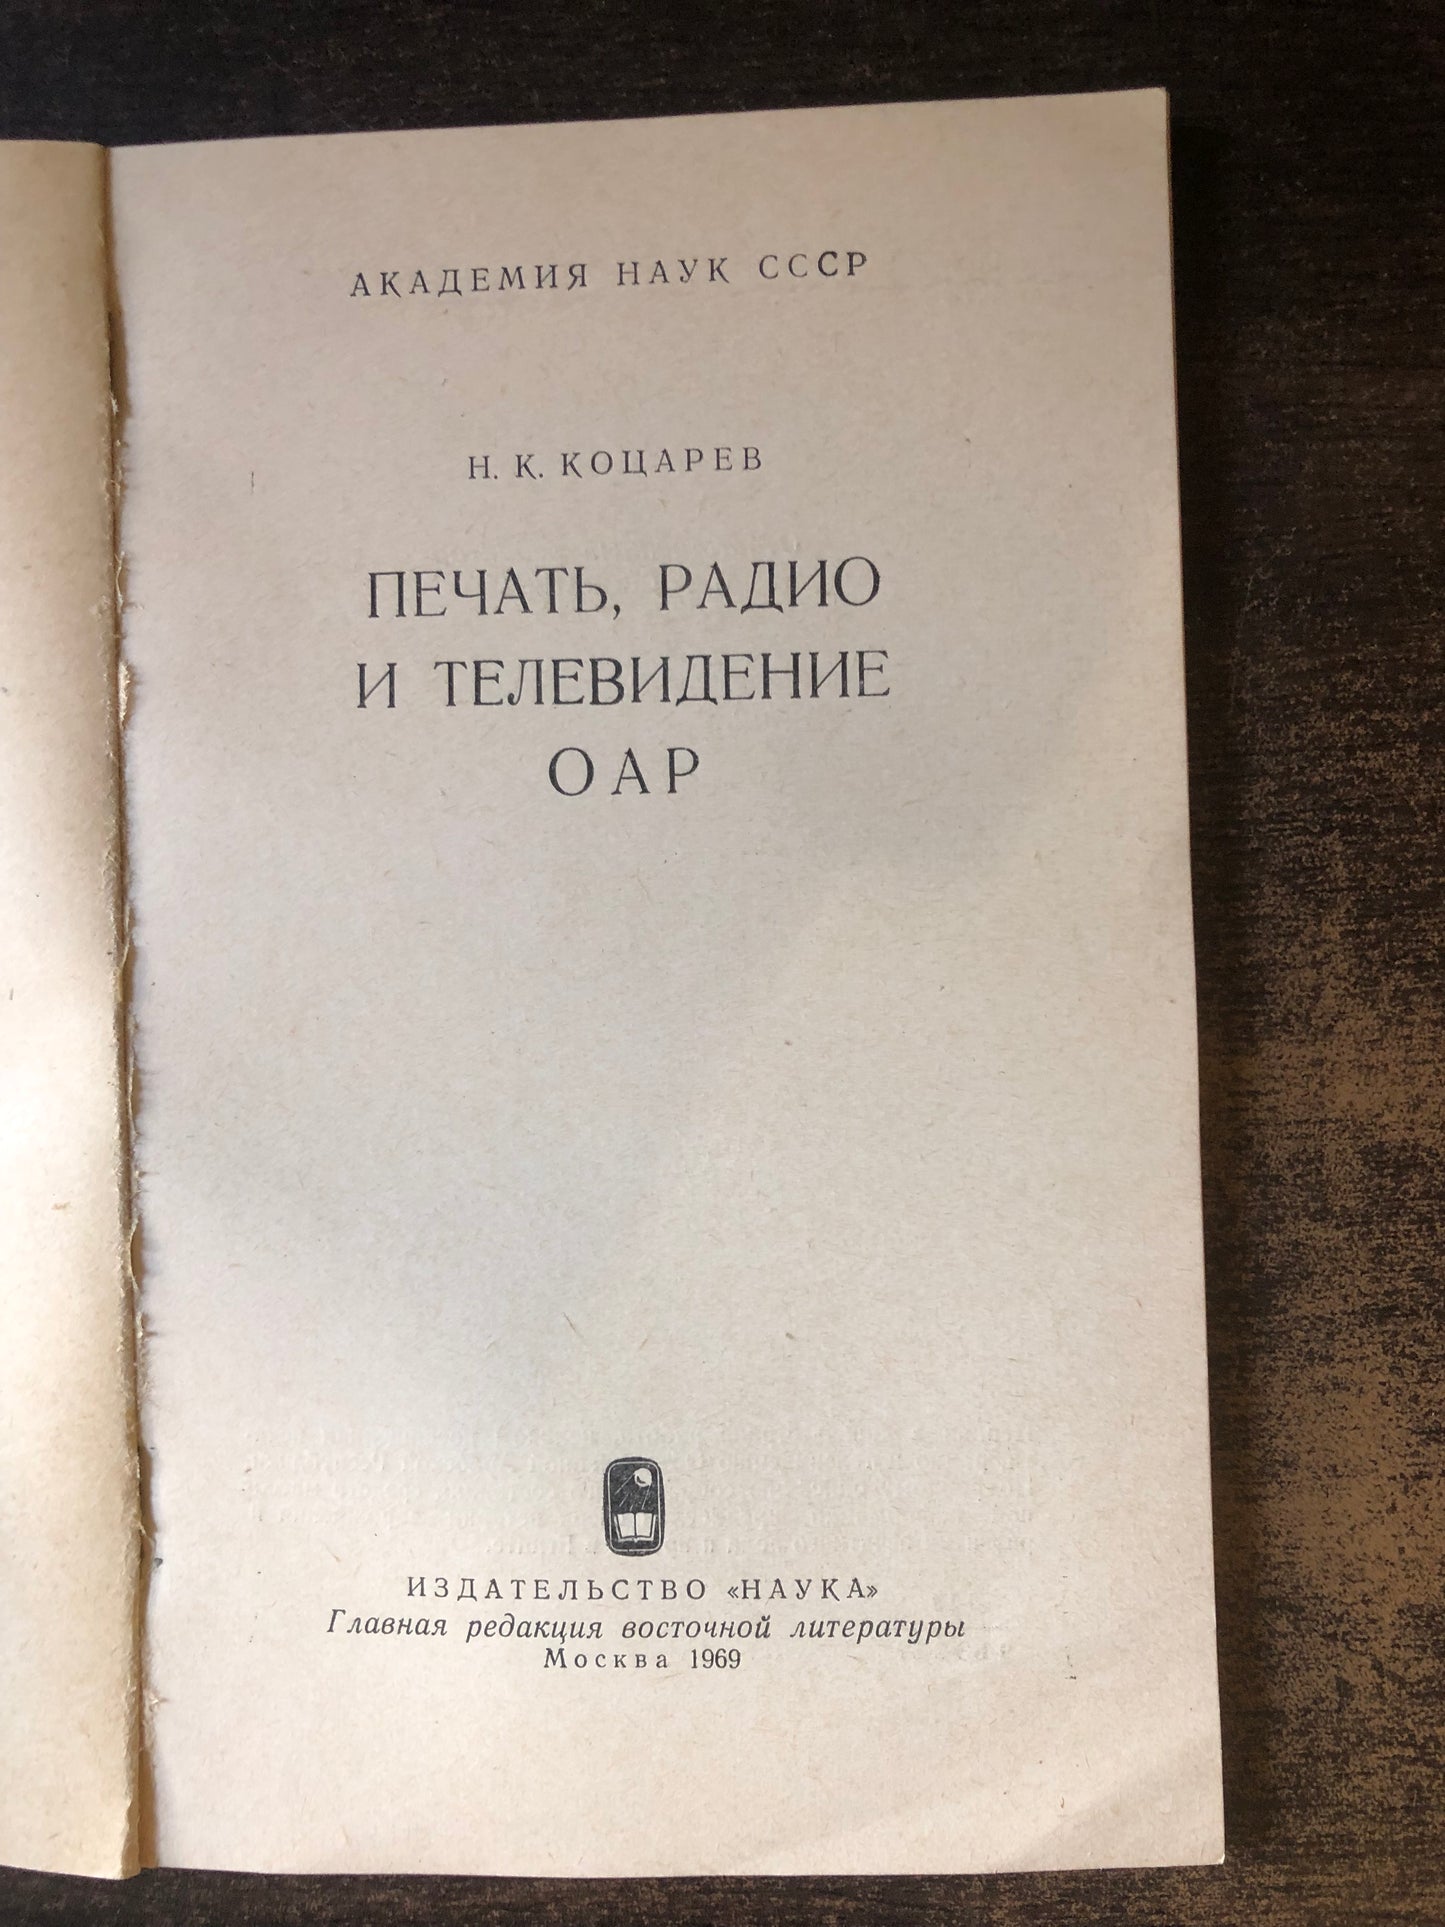 АКАДЕМИЯ НАУК СССР
Н. К. КОЦАРЕВ
ПЕЧАТЬ, РАДИО
И ТЕЛЕВИДЕНИЕ
ОАР
ИЗДАТЕЛЬСТВО «НАУКА»
Главная редакция восточной литературы
Москва 1969